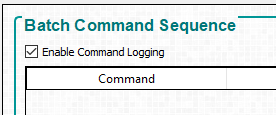 Batch Command Sequence
Enable Command Logging
Command